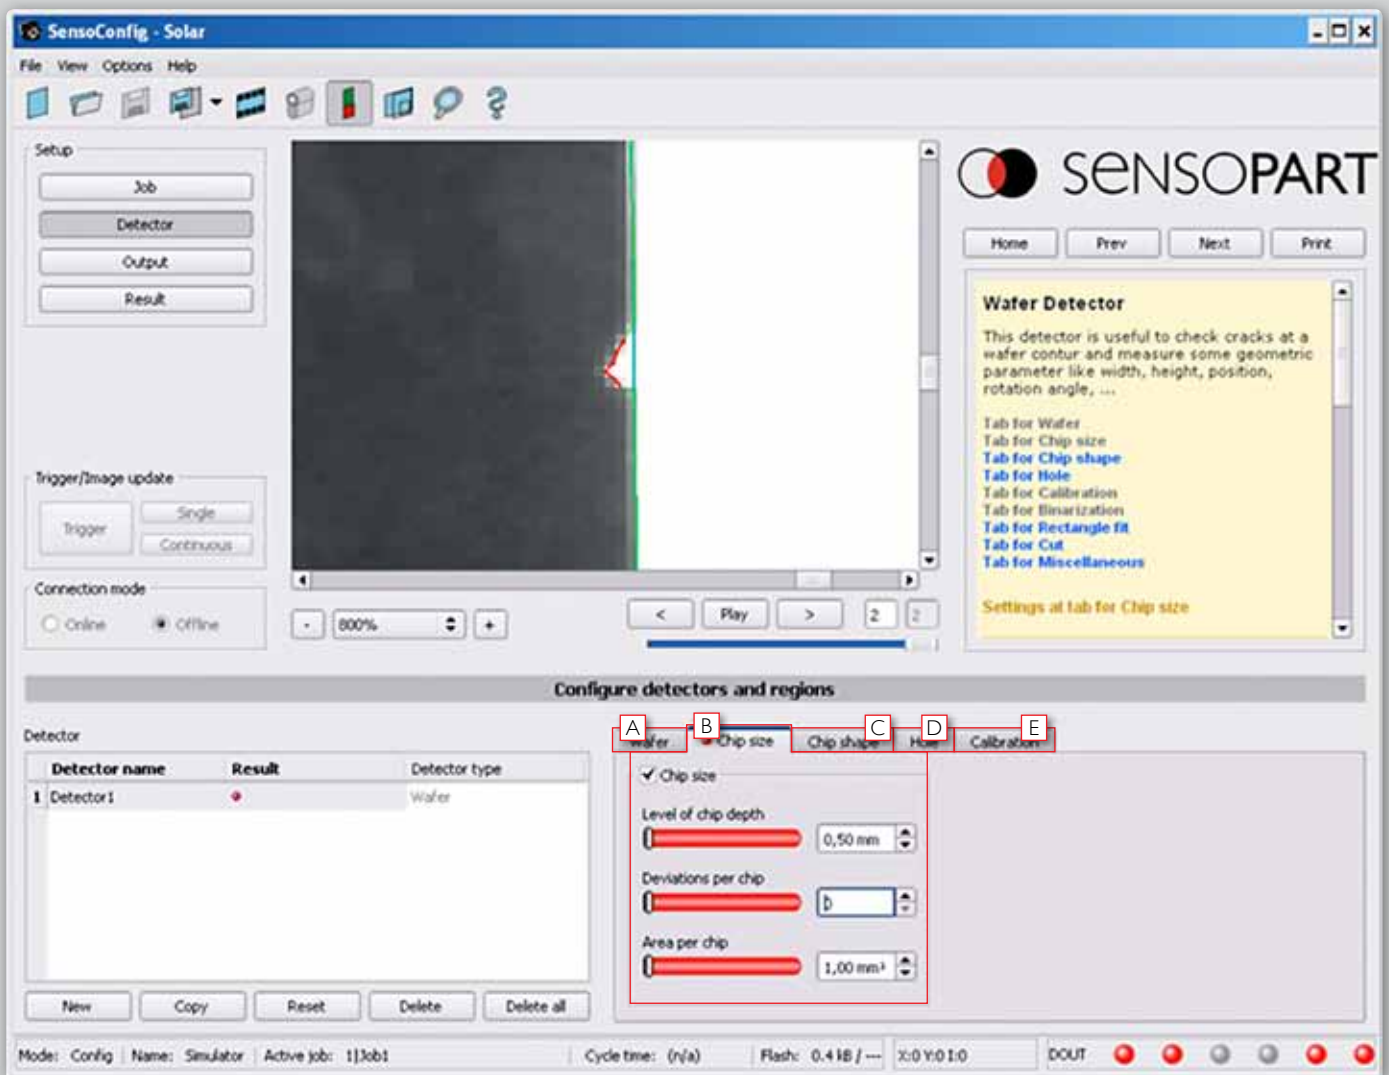 SensoConfig - Solar
File View Options Help
Setup
Job
Detector
Output
Result
Trigger/Image update
Trigger
Single
Continuous
Connection mode
Online
Offline
-
800%
+
<
Play
>
2
2
SENSOPART
Home
Prev
Next
Print
Wafer Detector
This detector is useful to check cracks at a
wafer contur and measure some geometric
parameter like width, height, position,
rotation angle, ...
Tab for Wafer
Tab for Chip size
Tab for Chip shape
Tab for Hole
Tab for Calibration
Tab for Binarization
Tab for Rectangle fit
Tab for Cut
Tab for Miscellaneous
Settings at tab for Chip size
Configure detectors and regions
Detector
Detector name Result Detector type
1 Detector1 Wafer
New
Copy
Reset
Delete
Delete all
A
B
C
D
E
Wafer
Chip size
Chip shape
Hole
Calibration
Chip size
Level of chip depth
0,50 mm
Deviations per chip
Area per chip
1,00 mm²
Mode: Config Name: Simulator Active job: 1|Job1 Cycle time: (n/a) Flash: 0.4 kB / --- X:0 Y:0 I:0 DOUT